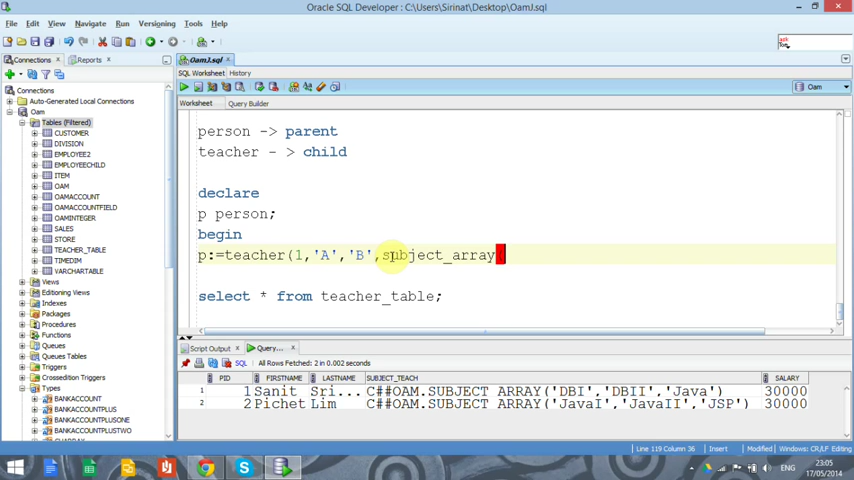 Oracle SQL Developer : C:\Users\Sirinat\Desktop\OamJ.sql
File Edit View Navigate Run Versioning Tools Help
Connections Reports OamJ.sql
SQL Worksheet History
Connections
Auto-Generated Local Connections
Oam
Worksheet Query Builder
Oam
Tables (Filtered)
CUSTOMER
DIVISION
EMPLOYEE2
EMPLOYEECHILD
ITEM
OAM
OAMACCOUNT
OAMACCOUNTFIELD
OAMINTEGER
SALES
STORE
TEACHER_TABLE
TIMEDIM
VARCHARTABLE
Views
Editioning Views
Indexes
Packages
Procedures
Functions
Queues
Queues Tables
Triggers
Crossedition Triggers
Types
BANKACCOUNT
BANKACCOUNTPLUS
BANKACCOUNTPLUSONE
BANKACCOUNTPLUSTWO
person -> parent
teacher - > child
declare
p person;
begin
p:=teacher(1,'A','B',subject_array(
select * from teacher_table;
Script Output Query...
SQL All Rows Fetched: 2 in 0.002 seconds
PID FIRSTNAME LASTNAME SUBJECT_TEACH SALARY
1 1 Sanit Sri... C##OAM.SUBJECT ARRAY('DBI','DBII','Java') 30000
2 2 Pichet Lim C##OAM.SUBJECT ARRAY('JavaI','JavaII','JSP') 30000
Line 119 Column 36 Insert Modified Windows: CR/LF Editing
ENG
23:05
17/05/2014